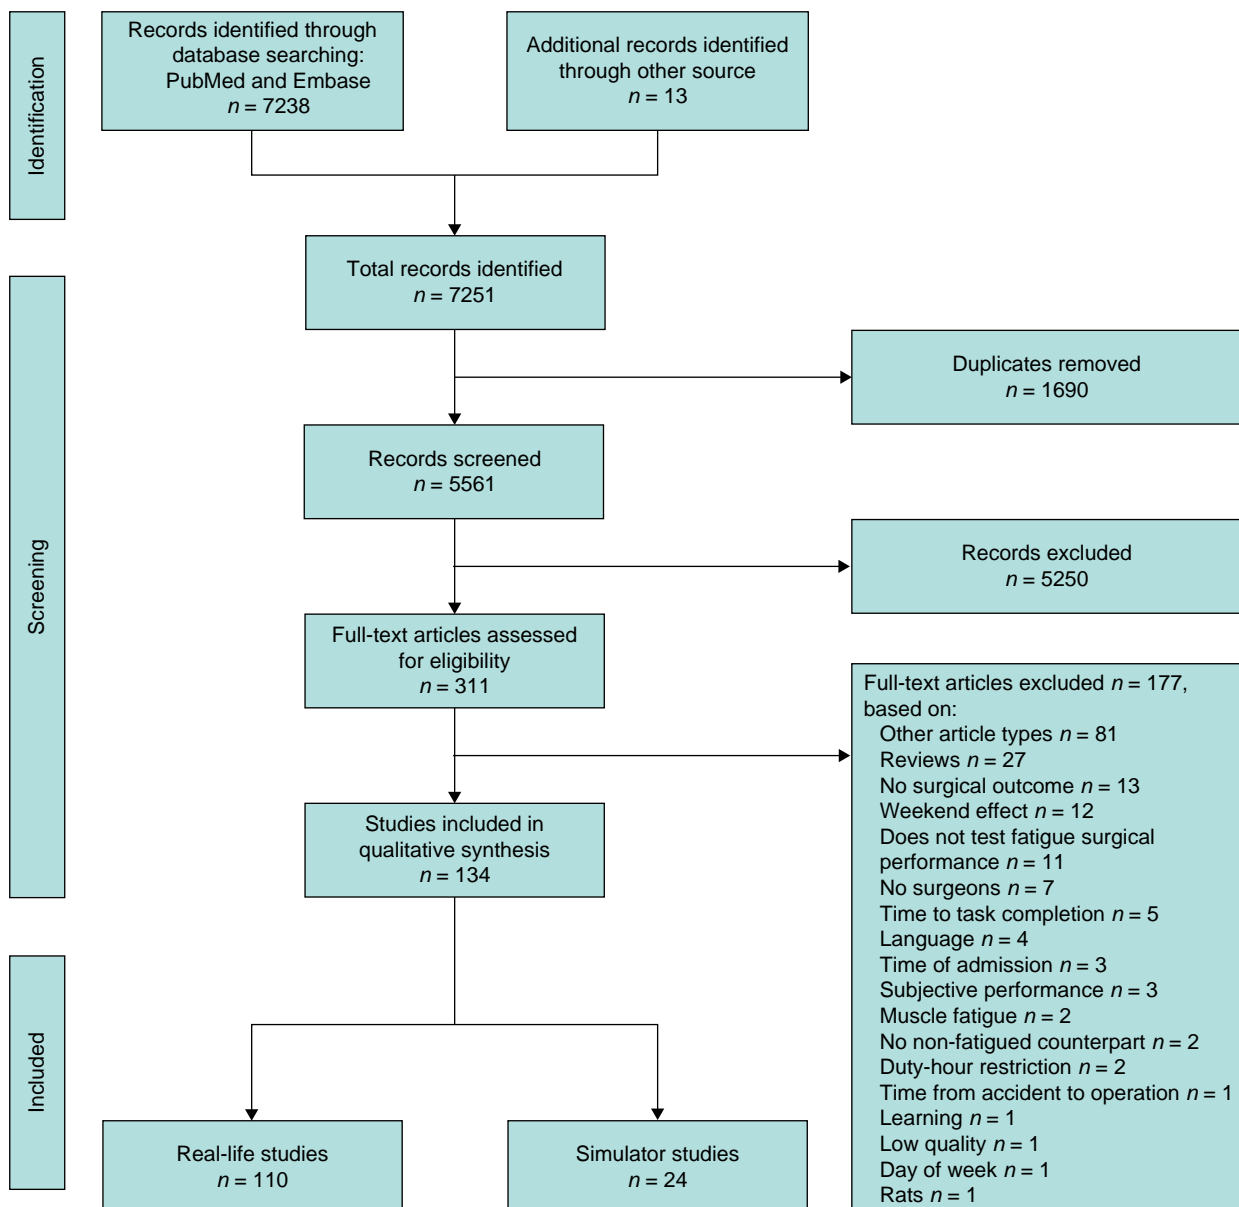 Identification
Records identified through
database searching:
PubMed and Embase
n = 7238
Additional records identified
through other source
n = 13
Total records identified
n = 7251
Screening
Duplicates removed
n = 1690
Records screened
n = 5561
Records excluded
n = 5250
Full-text articles assessed
for eligibility
n = 311
Full-text articles excluded n = 177,
based on:
Other article types n = 81
Reviews n = 27
No surgical outcome n = 13
Weekend effect n = 12
Does not test fatigue surgical
performance n = 11
No surgeons n = 7
Time to task completion n = 5
Language n = 4
Time of admission n = 3
Subjective performance n = 3
Muscle fatigue n = 2
No non-fatigued counterpart n = 2
Duty-hour restriction n = 2
Time from accident to operation n = 1
Learning n = 1
Low quality n = 1
Day of week n = 1
Rats n = 1
Studies included in
qualitative synthesis
n = 134
Included
Real-life studies
n = 110
Simulator studies
n = 24